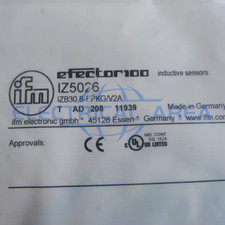 ifm
efector100
inductive sensors
IZ5026
IZB30,8-FPKG/V2A
T AD 208 11939
Made in Germany
ifm electronic gmbh * 45128 Essen * Germany * www.ifm.com
Approvals:
CE
UL LISTED
IND. CONT. EQ.